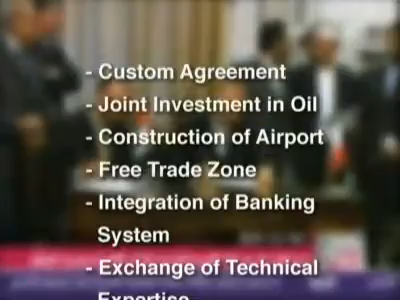 - Custom Agreement
- Joint Investment in Oil
- Construction of Airport
- Free Trade Zone
- Integration of Banking
System
- Exchange of Technical
Expertise